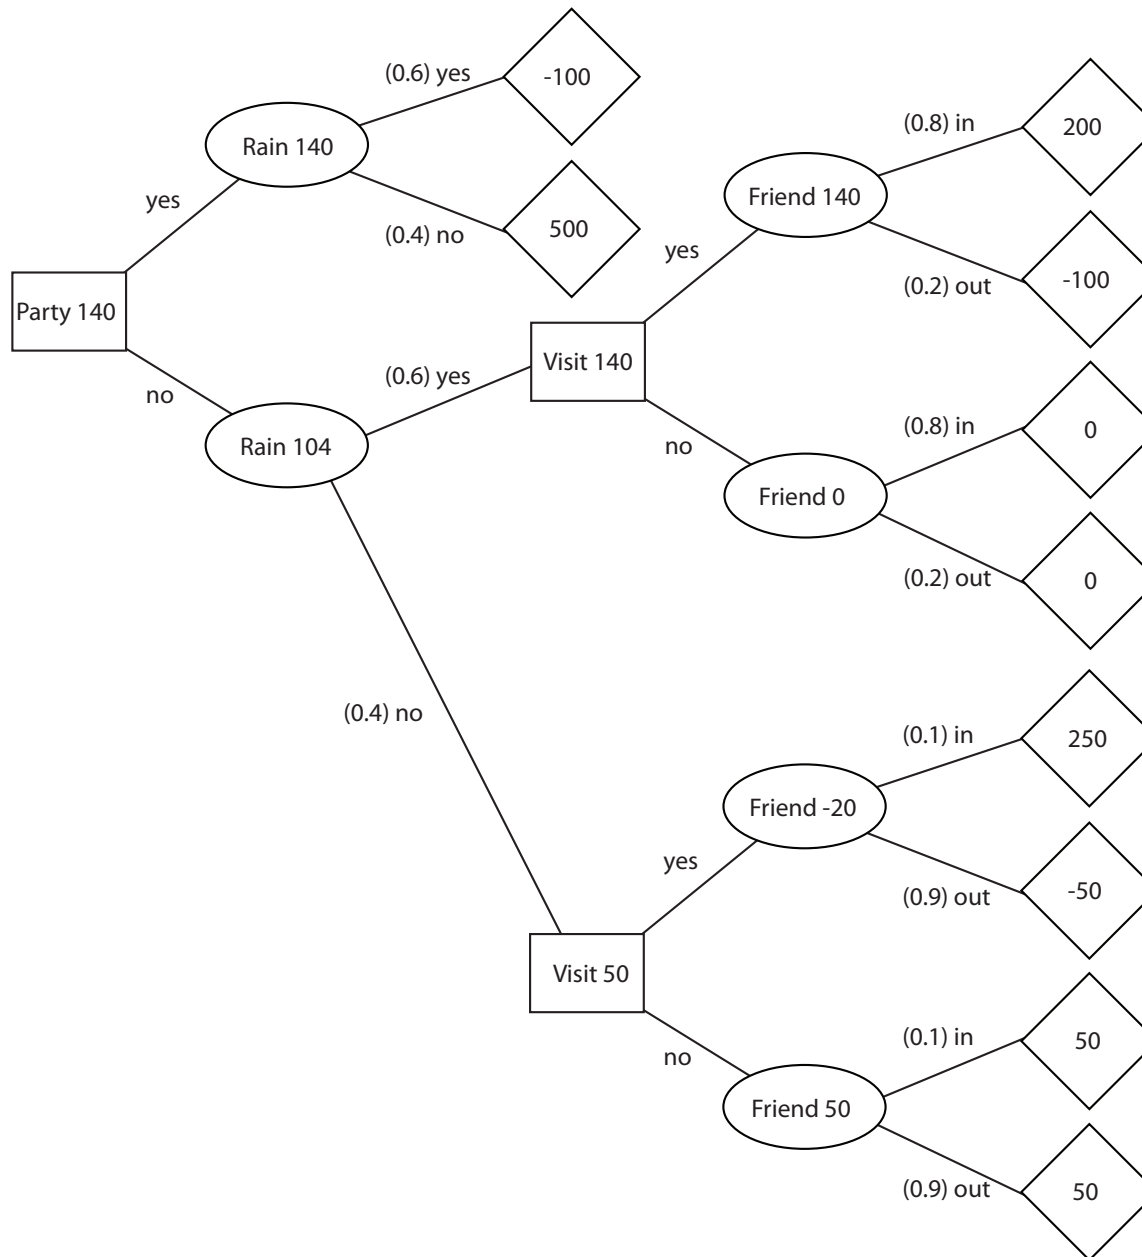 (0.6) yes
-100
Rain 140
yes
(0.4) no
500
Party 140
no
Rain 104
(0.6) yes
Visit 140
yes
Friend 140
(0.8) in
200
(0.2) out
-100
no
Friend 0
(0.8) in
0
(0.2) out
0
(0.4) no
Visit 50
yes
Friend -20
(0.1) in
250
(0.9) out
-50
no
Friend 50
(0.1) in
50
(0.9) out
50